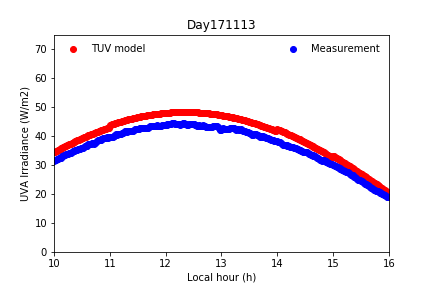 Day171113
TUV model
Measurement
UVA Irradiance (W/m2)
70
60
50
40
30
20
10
0
10 11 12 13 14 15 16
Local hour (h)